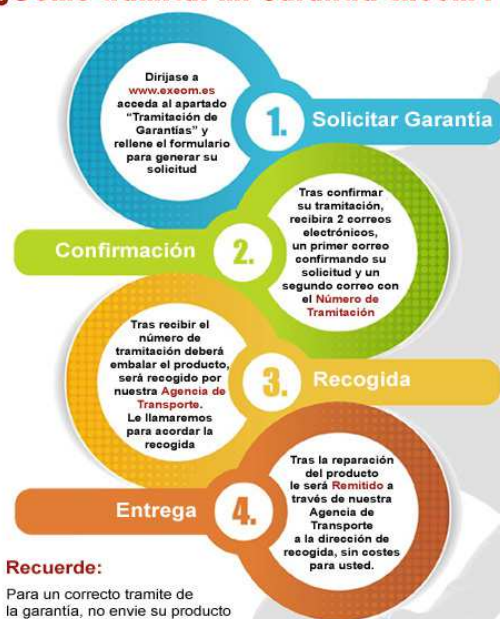 Dirijase a
www.exeom.es
acceda al apartado
“Tramitación de
Garantías” y
rellene el formulario
para generar su
solicitud
1.
Solicitar Garantía
Tras confirmar
su tramitación,
recibira 2 correos
electrónicos,
un primer correo
confirmando su
solicitud y un
segundo correo con
el Número de
Tramitación
Confirmación
2.
Tras recibir el
número de
tramitación deberá
embalar el producto,
será recogido por
nuestra Agencia de
Transporte.
Le llamaremos
para acordar la
recogida
3.
Recogida
Tras la reparación
del producto
le será Remitido a
través de nuestra
Agencia de
Transporte
a la dirección de
recogida, sin costes
para usted.
Entrega
4.
Recuerde:
Para un correcto tramite de
la garantía, no envie su producto